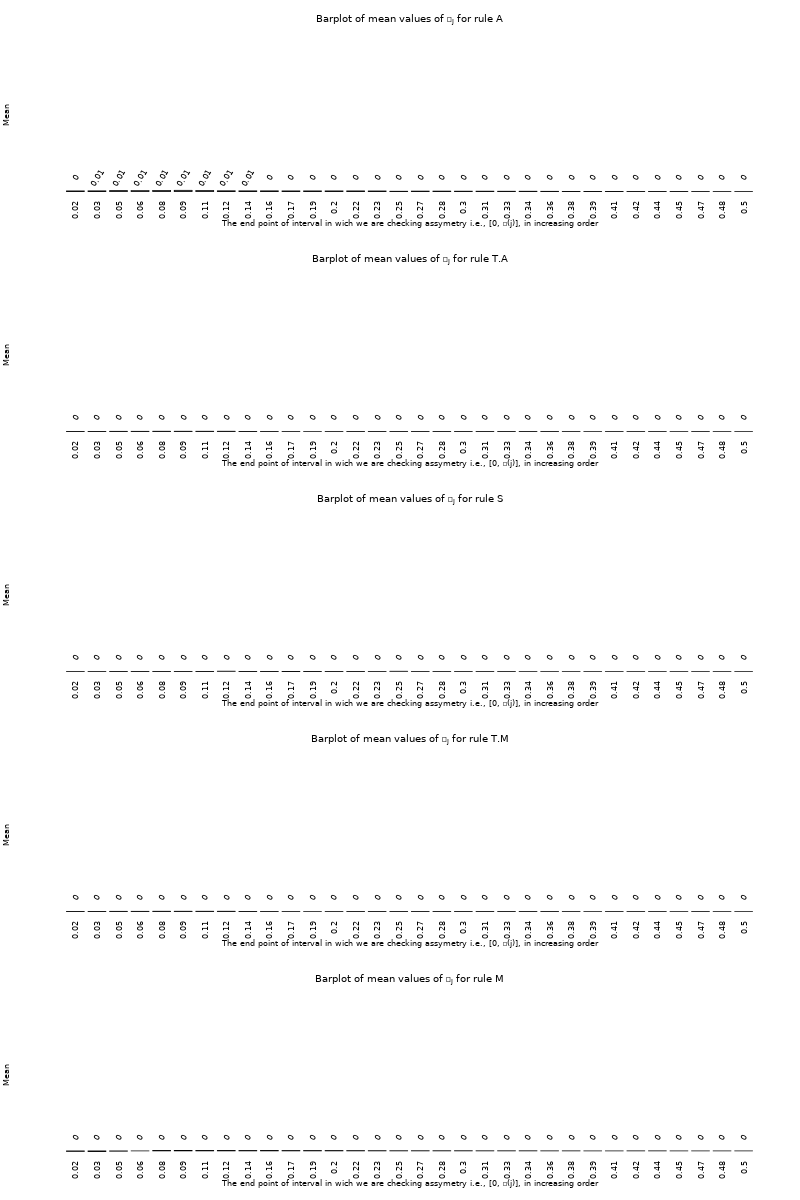 Barplot of mean values of □j for rule A
Mean
0 0.01 0.01 0.01 0.01 0.01 0.01 0.01 0.01 0 0 0 0 0 0 0 0 0 0 0 0 0 0 0 0 0 0 0 0 0 0 0
0.02 0.03 0.05 0.06 0.08 0.09 0.11 0.12 0.14 0.16 0.17 0.19 0.2 0.22 0.23 0.25 0.27 0.28 0.3 0.31 0.33 0.34 0.36 0.38 0.39 0.41 0.42 0.44 0.45 0.47 0.48 0.5
The end point of interval in wich we are checking assymetry i.e., [0, □(j)], in increasing order
Barplot of mean values of □j for rule T.A
Mean
0 0 0 0 0 0 0 0 0 0 0 0 0 0 0 0 0 0 0 0 0 0 0 0 0 0 0 0 0 0 0 0
0.02 0.03 0.05 0.06 0.08 0.09 0.11 0.12 0.14 0.16 0.17 0.19 0.2 0.22 0.23 0.25 0.27 0.28 0.3 0.31 0.33 0.34 0.36 0.38 0.39 0.41 0.42 0.44 0.45 0.47 0.48 0.5
The end point of interval in wich we are checking assymetry i.e., [0, □(j)], in increasing order
Barplot of mean values of □j for rule S
Mean
0 0 0 0 0 0 0 0 0 0 0 0 0 0 0 0 0 0 0 0 0 0 0 0 0 0 0 0 0 0 0 0
0.02 0.03 0.05 0.06 0.08 0.09 0.11 0.12 0.14 0.16 0.17 0.19 0.2 0.22 0.23 0.25 0.27 0.28 0.3 0.31 0.33 0.34 0.36 0.38 0.39 0.41 0.42 0.44 0.45 0.47 0.48 0.5
The end point of interval in wich we are checking assymetry i.e., [0, □(j)], in increasing order
Barplot of mean values of □j for rule T.M
Mean
0 0 0 0 0 0 0 0 0 0 0 0 0 0 0 0 0 0 0 0 0 0 0 0 0 0 0 0 0 0 0 0
0.02 0.03 0.05 0.06 0.08 0.09 0.11 0.12 0.14 0.16 0.17 0.19 0.2 0.22 0.23 0.25 0.27 0.28 0.3 0.31 0.33 0.34 0.36 0.38 0.39 0.41 0.42 0.44 0.45 0.47 0.48 0.5
The end point of interval in wich we are checking assymetry i.e., [0, □(j)], in increasing order
Barplot of mean values of □j for rule M
Mean
0 0 0 0 0 0 0 0 0 0 0 0 0 0 0 0 0 0 0 0 0 0 0 0 0 0 0 0 0 0 0 0
0.02 0.03 0.05 0.06 0.08 0.09 0.11 0.12 0.14 0.16 0.17 0.19 0.2 0.22 0.23 0.25 0.27 0.28 0.3 0.31 0.33 0.34 0.36 0.38 0.39 0.41 0.42 0.44 0.45 0.47 0.48 0.5
The end point of interval in wich we are checking assymetry i.e., [0, □(j)], in increasing order